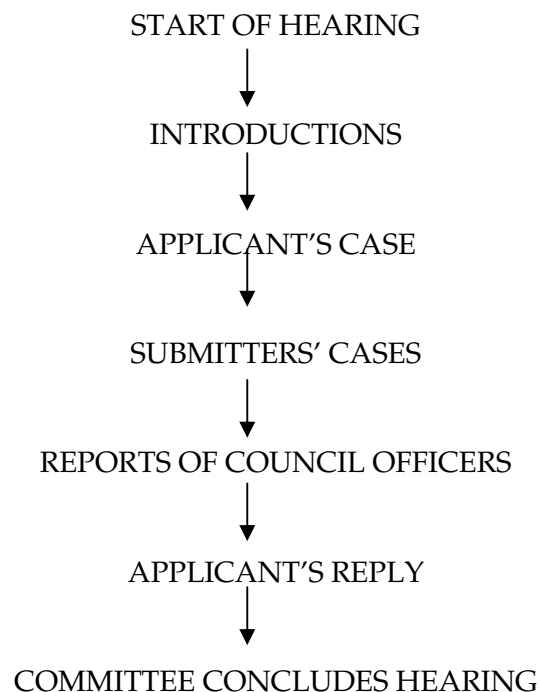 START OF HEARING
INTRODUCTIONS
APPLICANT’S CASE
SUBMITTERS’ CASES
REPORTS OF COUNCIL OFFICERS
APPLICANT’S REPLY
COMMITTEE CONCLUDES HEARING